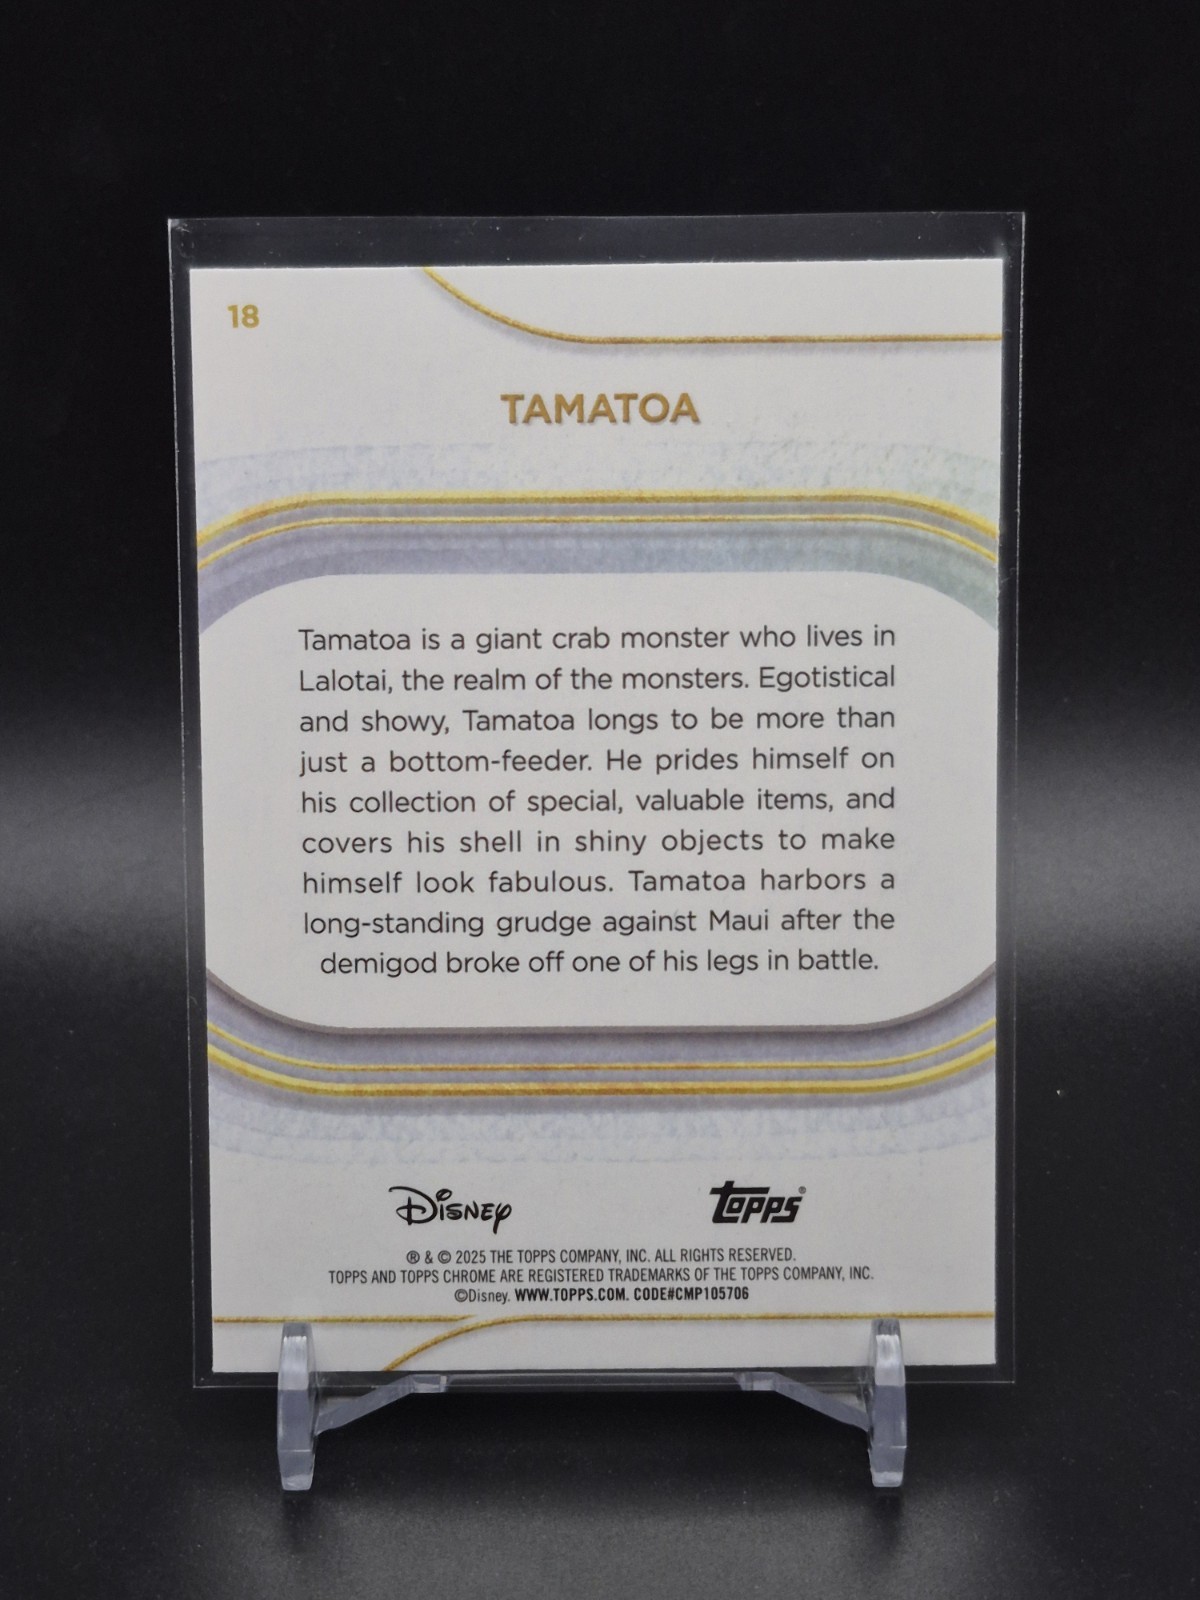 18
TAMATOA
Tamatoa is a giant crab monster who lives in
Lalotai, the realm of the monsters. Egotistical
and showy, Tamatoa longs to be more than
just a bottom-feeder. He prides himself on
his collection of special, valuable items, and
covers his shell in shiny objects to make
himself look fabulous. Tamatoa harbors a
long-standing grudge against Maui after the
demigod broke off one of his legs in battle.
Disney topps®
® & © 2025 THE TOPPS COMPANY, INC. ALL RIGHTS RESERVED.
TOPPS AND TOPPS CHROME ARE REGISTERED TRADEMARKS OF THE TOPPS COMPANY, INC.
©Disney. WWW.TOPPS.COM. CODE#CMP105706